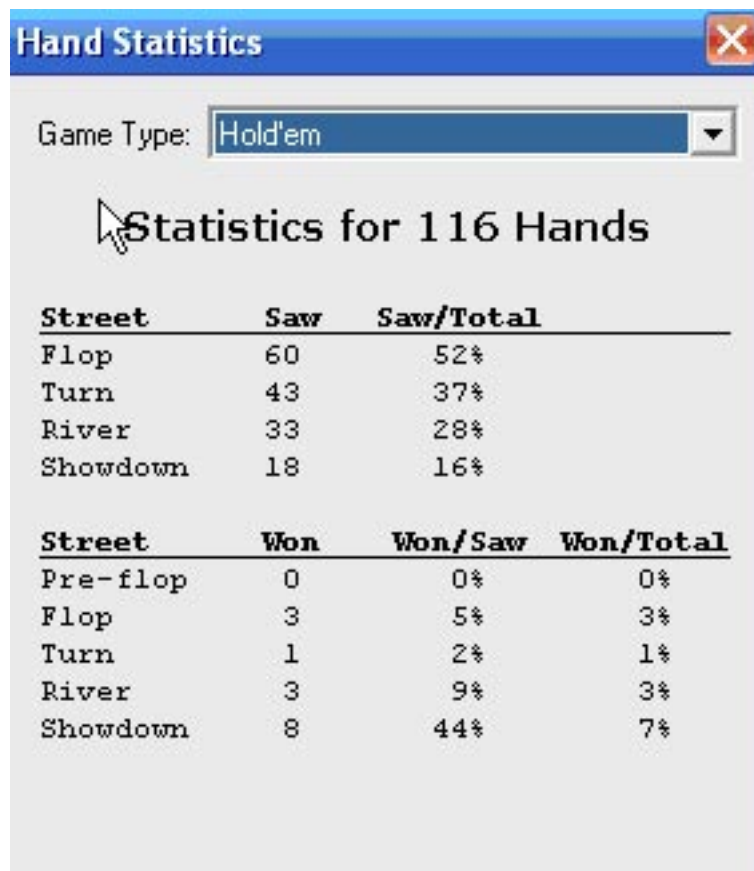 Hand Statistics
Game Type: Hold'em
Statistics for 116 Hands
Street Saw Saw/Total
Flop 60 52%
Turn 43 37%
River 33 28%
Showdown 18 16%
Street Won Won/Saw Won/Total
Pre-flop 0 0% 0%
Flop 3 5% 3%
Turn 1 2% 1%
River 3 9% 3%
Showdown 8 44% 7%